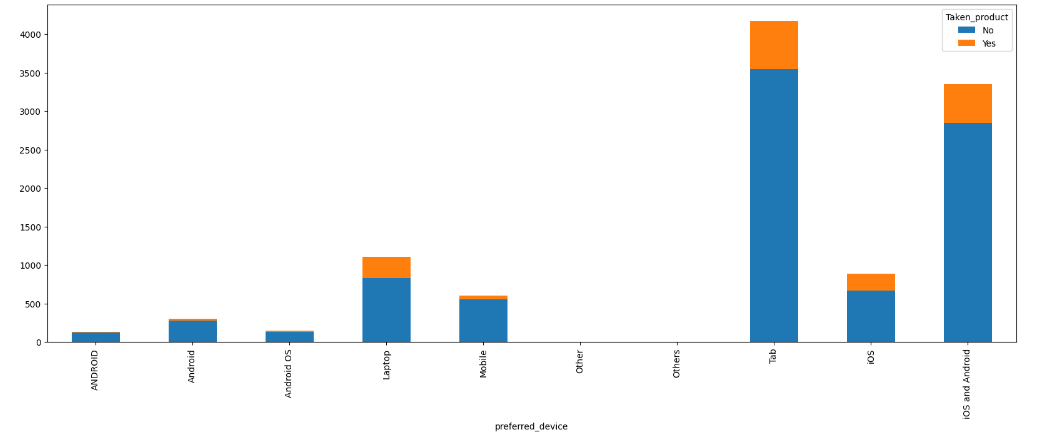 Taken_product
No
Yes
4000
3500
3000
2500
2000
1500
1000
500
0
ANDROID
Android
Android OS
Laptop
Mobile
Other
Others
Tab
iOS
iOS and Android
preferred_device